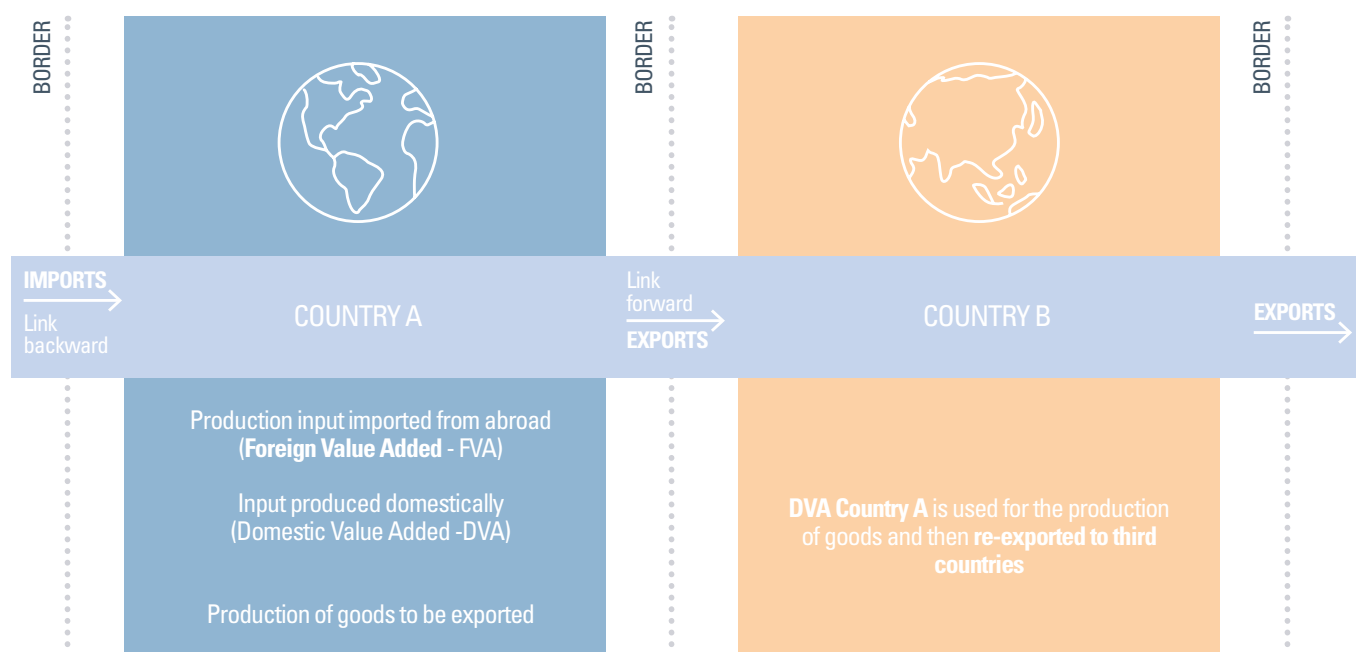 BORDER
BORDER
BORDER
IMPORTS
Link
backward
COUNTRY A
Link
forward
EXPORTS
COUNTRY B
EXPORTS
Production input imported from abroad
(Foreign Value Added - FVA)
Input produced domestically
(Domestic Value Added -DVA)
Production of goods to be exported
DVA Country A is used for the production
of goods and then re-exported to third
countries